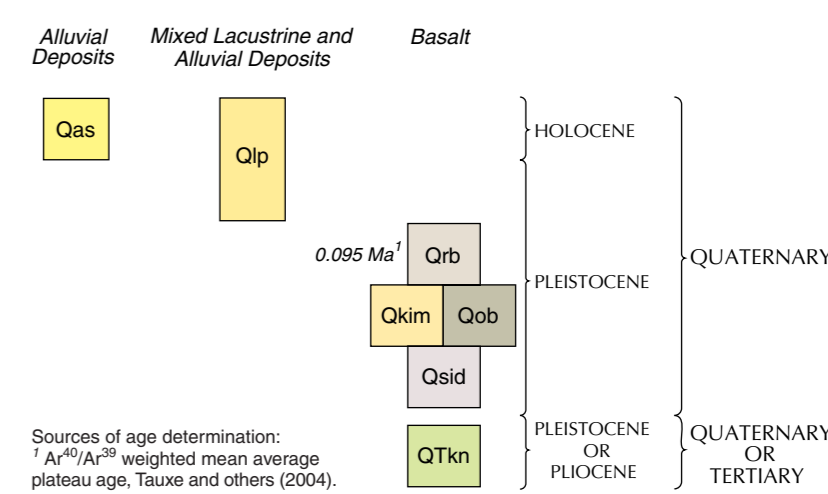 Alluvial
Deposits
Mixed Lacustrine and
Alluvial Deposits
Basalt
Qas
Qlp
HOLOCENE
0.095 Ma1
Qrb
PLEISTOCENE
QUATERNARY
Qkim
Qob
Qsid
QTkn
PLEISTOCENE
OR
PLIOCENE
QUATERNARY
OR
TERTIARY
Sources of age determination:
1 Ar40/Ar39 weighted mean average
plateau age, Tauxe and others (2004).